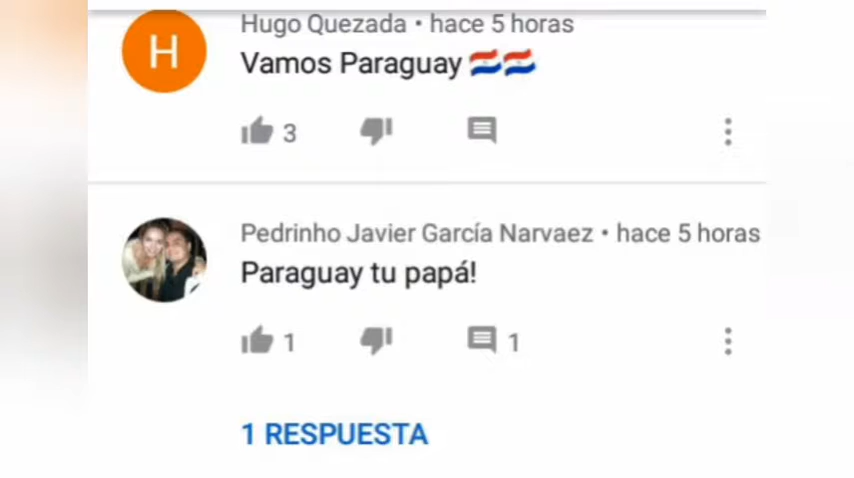 H
Hugo Quezada • hace 5 horas
Vamos Paraguay 🇵🇾🇵🇾
3
Pedrinho Javier García Narvaez • hace 5 horas
Paraguay tu papá!
1 1
1 RESPUESTA